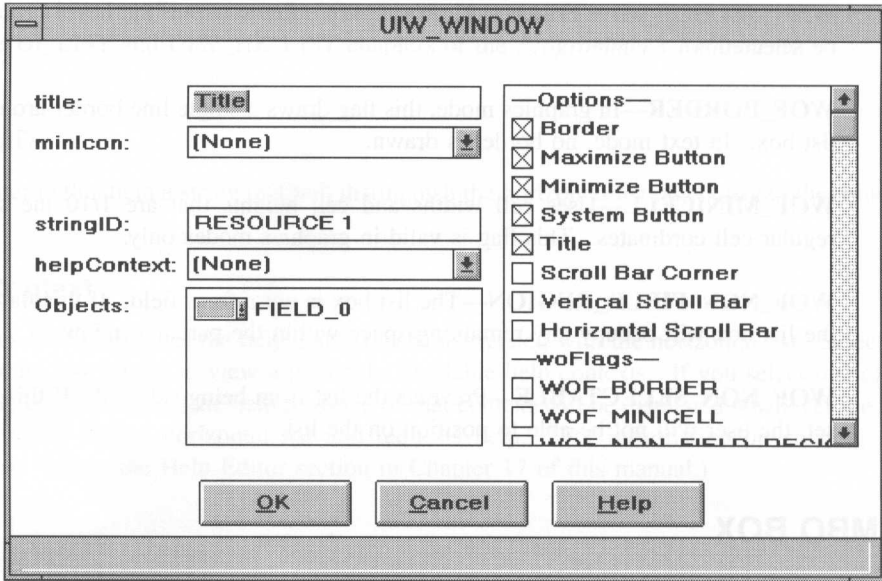 UIW_WINDOW
title:
Title
minIcon:
(None)
stringID:
RESOURCE
helpContext:
(None)
Objects:
FIELD_0
—Options—
Border
Maximize Button
Minimize Button
System Button
Title
Scroll Bar Corner
Vertical Scroll Bar
Horizontal Scroll Bar
—woFlags—
WOF_BORDER
WOF_MINICELL
OK
Cancel
Help